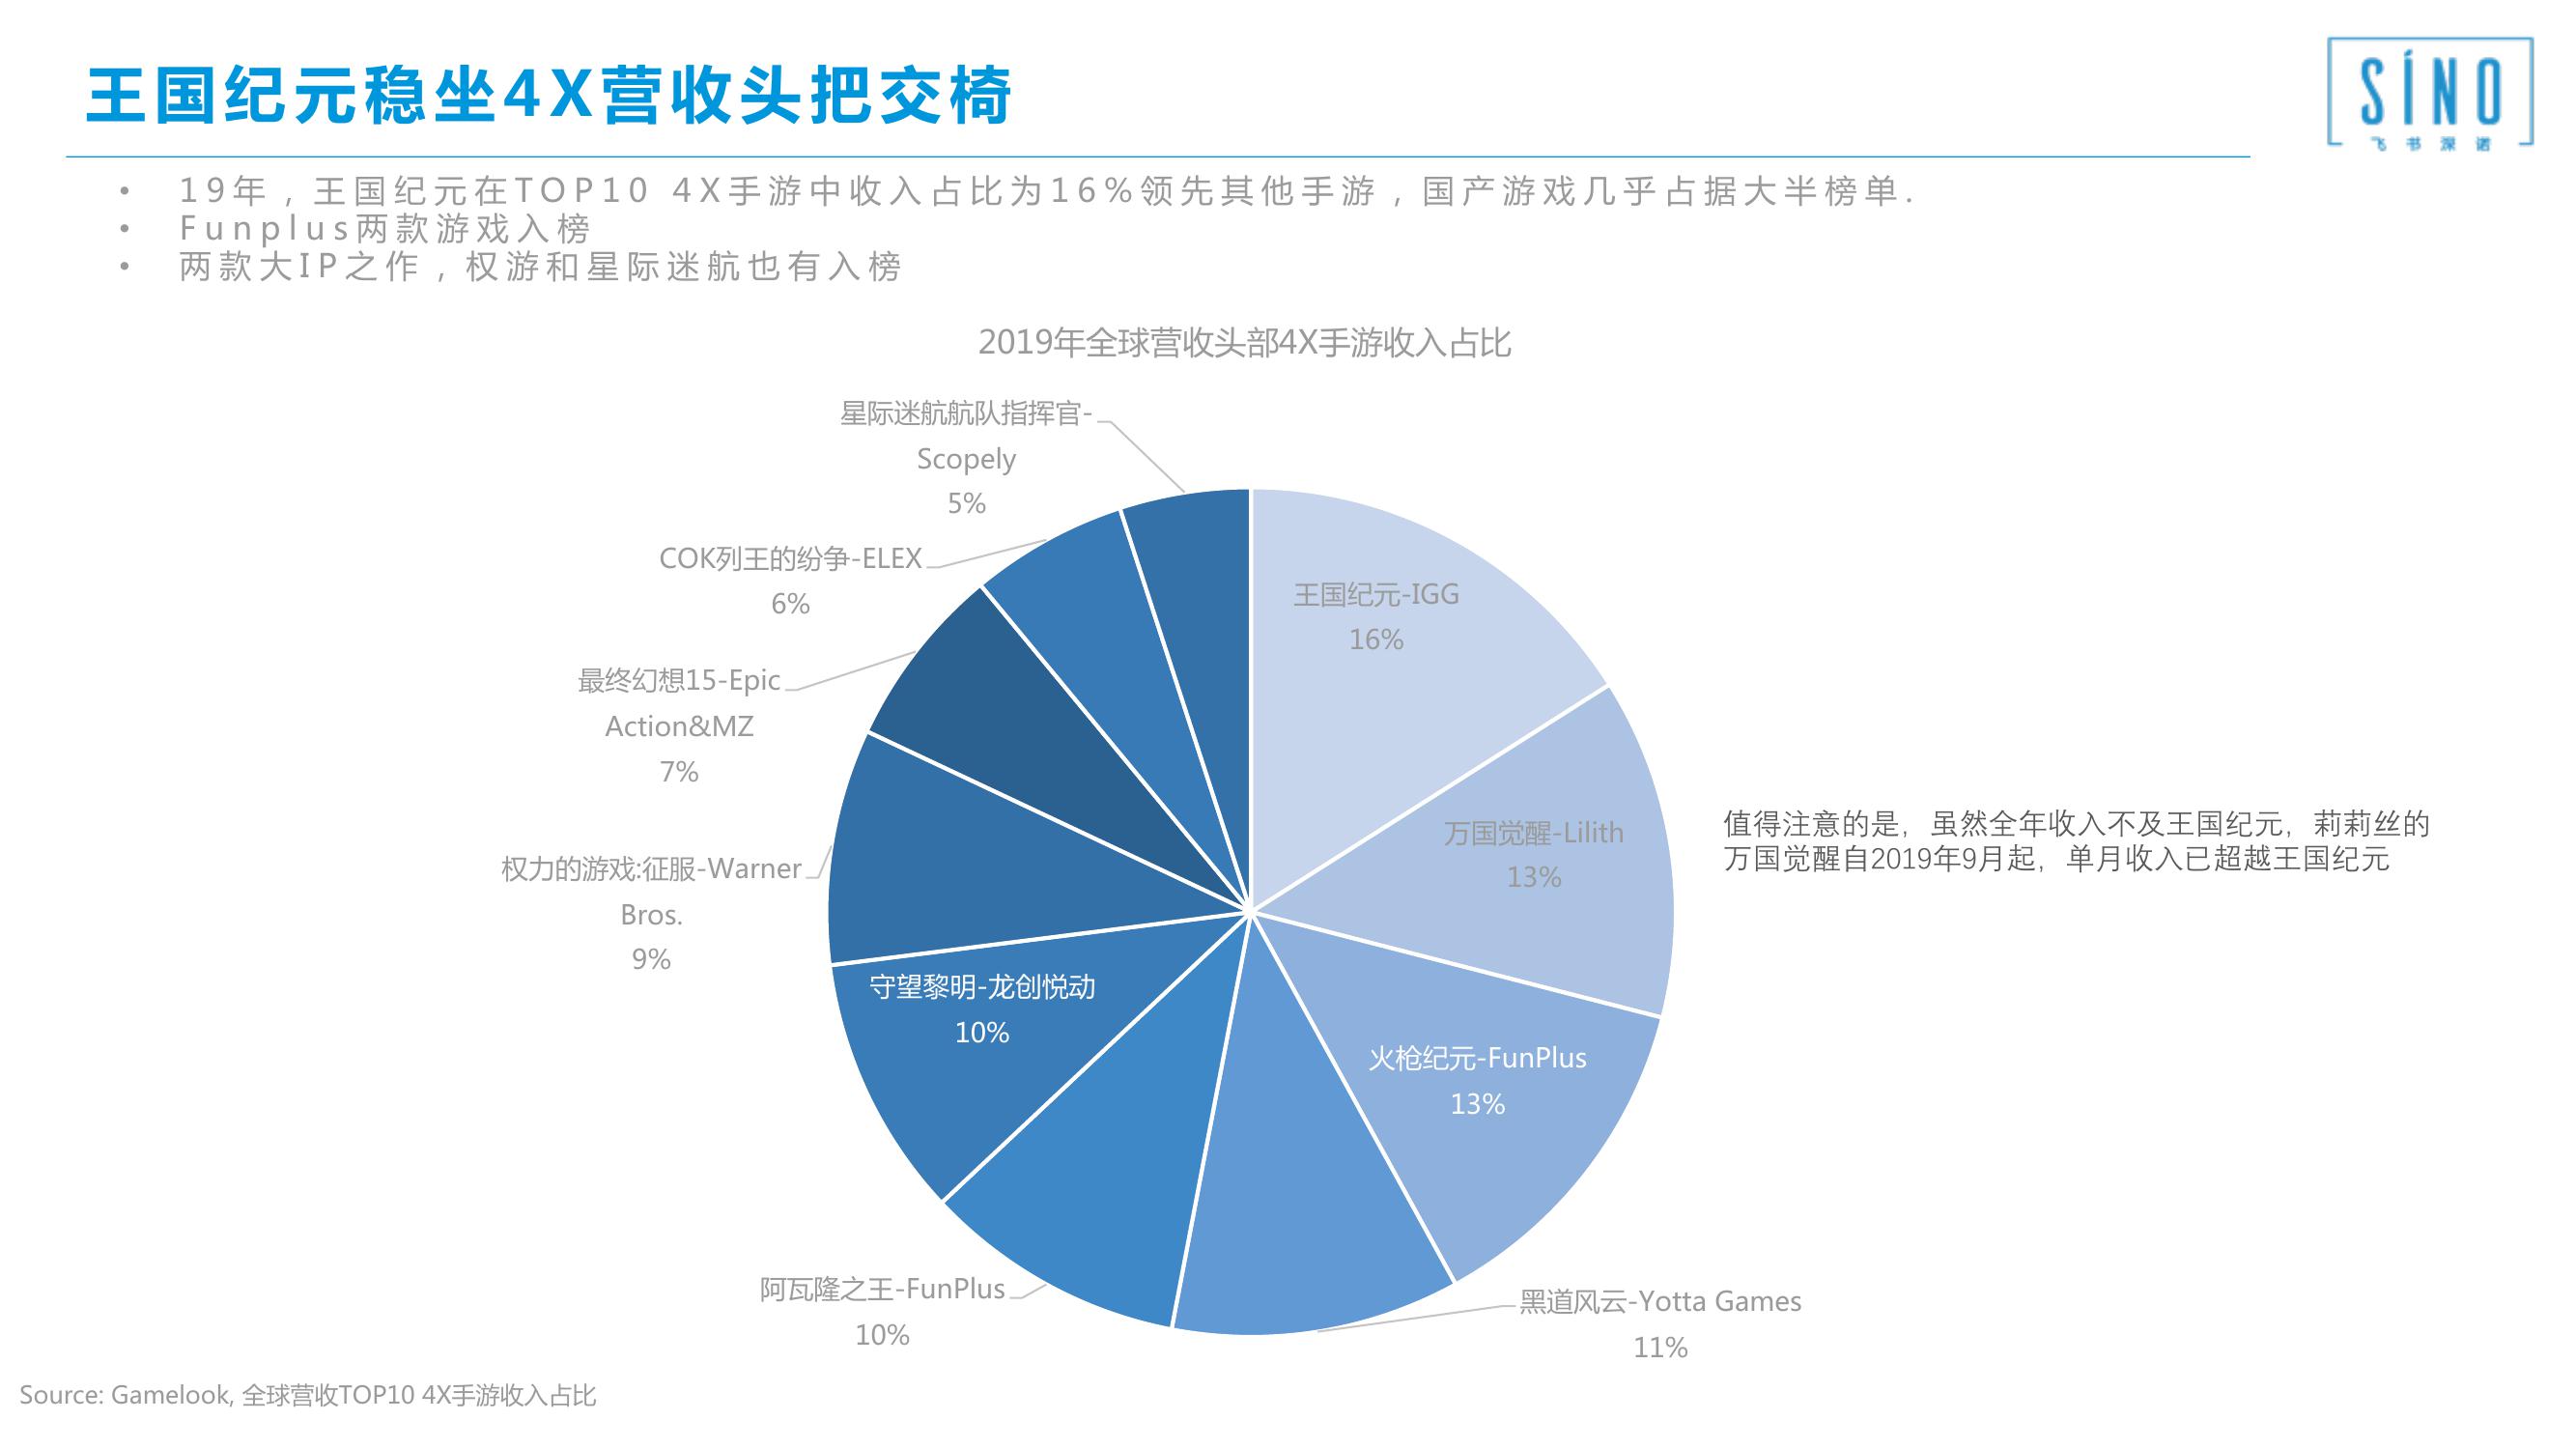 王国纪元稳坐4X营收头把交椅
SINO
飞书深诺
• 19年，王国纪元在TOP10 4X手游中收入占比为16%领先其他手游，国产游戏几乎占据大半榜单.
• Funplus两款游戏入榜
• 两款大IP之作，权游和星际迷航也有入榜
2019年全球营收头部4X手游收入占比
星际迷航航队指挥官-
Scopely
5%
COK列王的纷争-ELEX
6%
最终幻想15-Epic
Action&MZ
7%
权力的游戏:征服-Warner
Bros.
9%
守望黎明-龙创悦动
10%
阿瓦隆之王-FunPlus
10%
王国纪元-IGG
16%
万国觉醒-Lilith
13%
火枪纪元-FunPlus
13%
黑道风云-Yotta Games
11%
值得注意的是，虽然全年收入不及王国纪元，莉莉丝的
万国觉醒自2019年9月起，单月收入已超越王国纪元
Source: Gamelook, 全球营收TOP10 4X手游收入占比